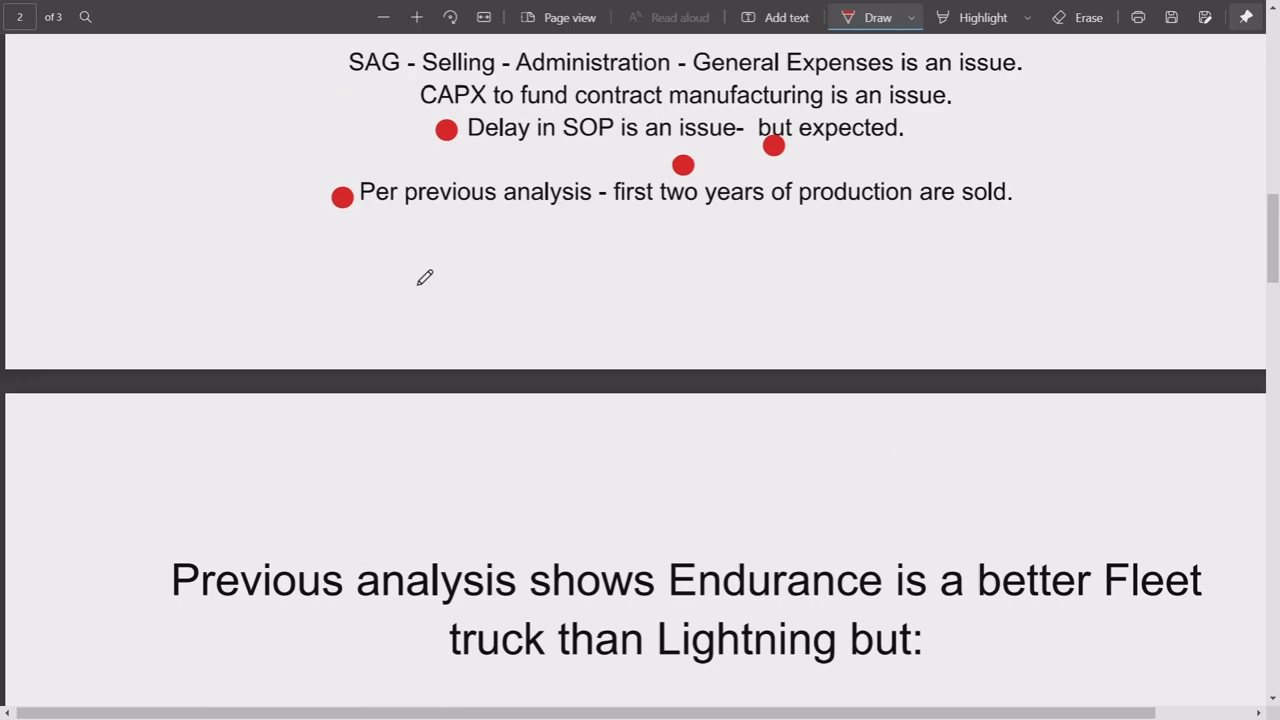 2 of 3 Page view Read aloud Add text Draw Highlight Erase
SAG - Selling - Administration - General Expenses is an issue.
CAPX to fund contract manufacturing is an issue.
Delay in SOP is an issue-  but expected.
Per previous analysis - first two years of production are sold.
Previous analysis shows Endurance is a better Fleet
truck than Lightning but: